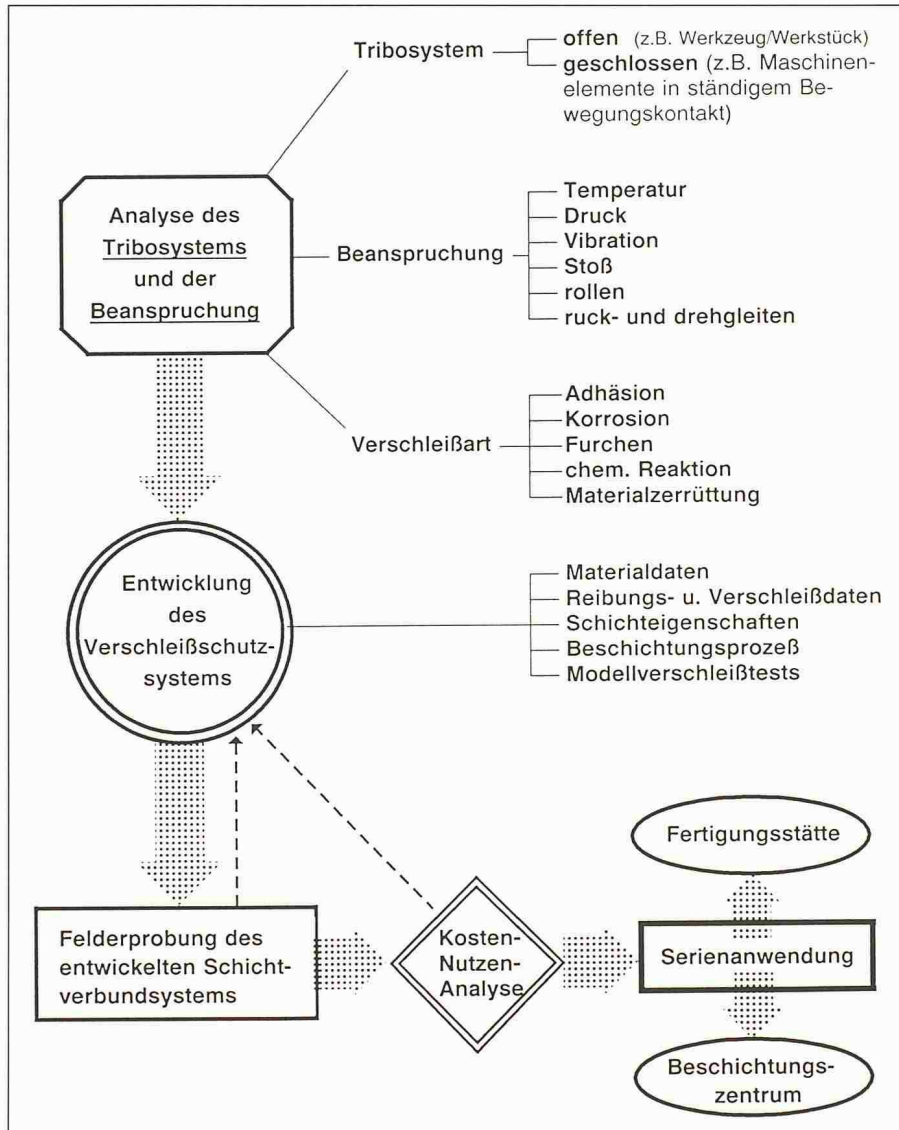 Tribosystem
offen (z.B. Werkzeug/Werkstück)
geschlossen (z.B. Maschinen-
elemente in ständigem Be-
wegungskontakt)
Analyse des
Tribosystems
und der
Beanspruchung
Beanspruchung
Temperatur
Druck
Vibration
Stoß
rollen
ruck- und drehgleiten
Verschleißart
Adhäsion
Korrosion
Furchen
chem. Reaktion
Materialzerrüttung
Entwicklung
des
Verschleißschutz-
systems
Materialdaten
Reibungs- u. Verschleißdaten
Schichteigenschaften
Beschichtungsprozeß
Modellverschleißtests
Felderprobung des
entwickelten Schicht-
verbundsystems
Kosten-
Nutzen-
Analyse
Fertigungsstätte
Serienanwendung
Beschichtungs-
zentrum